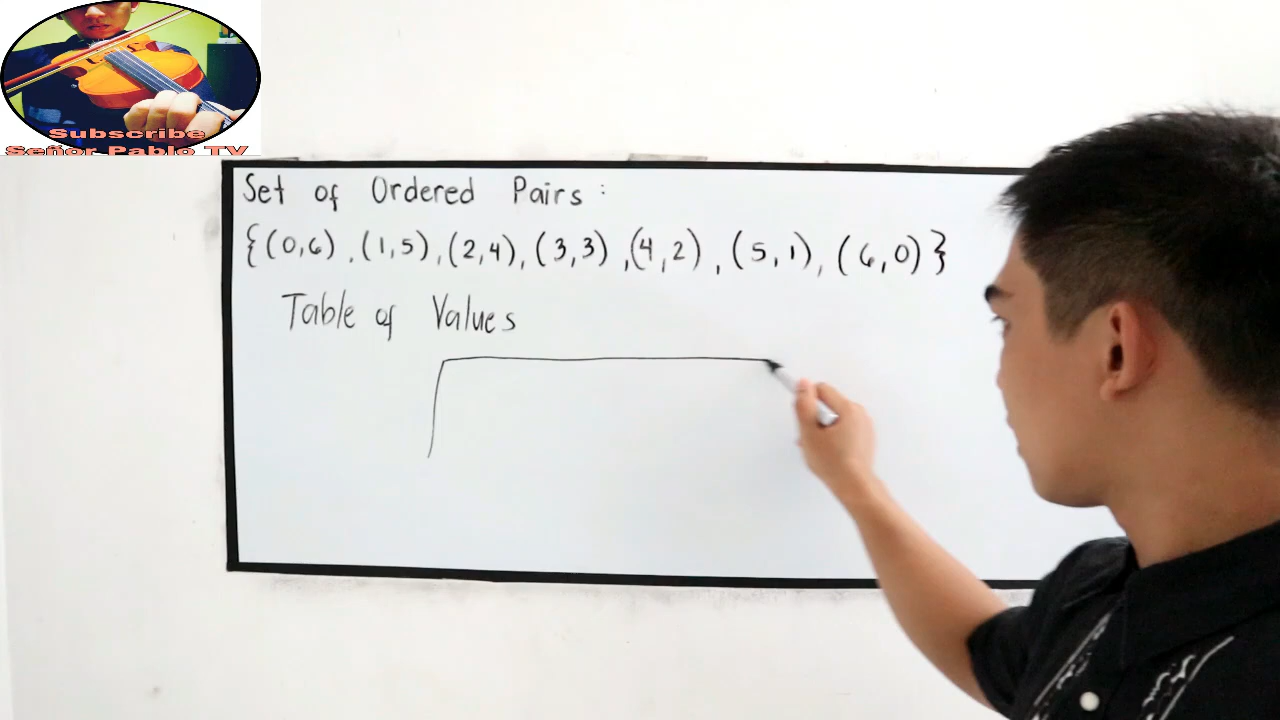 Subscribe
Señor Pablo TV
Set of Ordered Pairs :
{(0,6), (1,5), (2,4), (3,3), (4,2), (5,1), (6,0)}
Table of Values